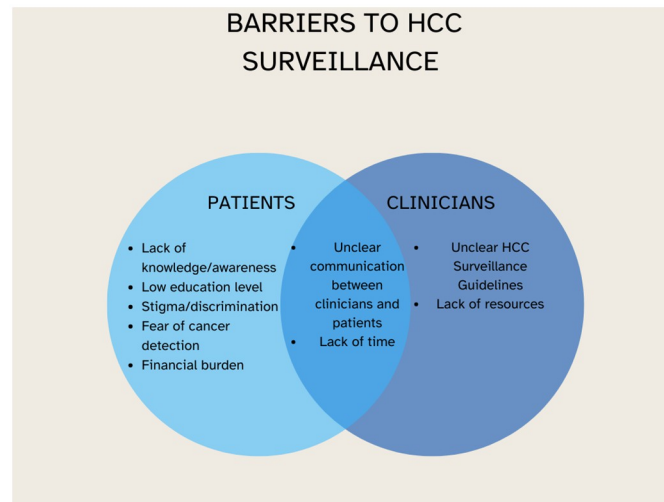 BARRIERS TO HCC
SURVEILLANCE
PATIENTS
• Lack of
knowledge/awareness
• Low education level
• Stigma/discrimination
• Fear of cancer
detection
• Financial burden
• Unclear
communication
between
clinicians and
patients
• Lack of time
CLINICIANS
• Unclear HCC
Surveillance
Guidelines
• Lack of resources